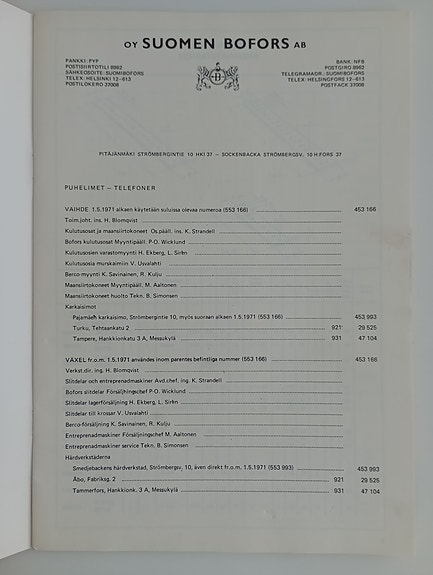 OY SUOMEN BOFORS AB
PANKKI: PYP
POSTISIIRTOTILI 8962
SÄHKEOSOITE: SUOMIBOFORS
TELEX: HELSINKI 12–613
POSTILOKERO 37008
BANK: NFB
POSTGIRO 8962
TELEGRAMADR.: SUOMIBOFORS
TELEX: HELSINGFORS 12–613
POSTFACK 37008
B
PITÄJÄNMÄKI STRÖMBERGINTIE 10 HKI 37 – SOCKENBACKA STRÖMBERGSV. 10 H:FORS 37
PUHELIMET – TELEFONER
VAIHDE 1.5.1971 alkaen käytetään suluissa olevaa numeroa (553 166) 453 166
Toim.joht. ins. H. Blomqvist
Kulutusosat ja maansiirtokoneet Os.pääll. ins. K. Strandell
Bofors kulutusosat Myyntipääll. P-O. Wicklund
Kulutusosien varastomyynti H. Ekberg, L. Sirén
Kulutusosia murskaimiin V. Usvalahti
Berco-myynti K. Savinainen, R. Kulju
Maansiirtokoneet Myyntipääll. M. Aaltonen
Maansiirtokoneet huolto Tekn. B. Simonsen
Karkaisimot
Pajamäen karkaisimo, Strömbergintie 10, myös suoraan alkaen 1.5.1971 (553 166) 453 993
Turku, Tehtaankatu 2 921 29 525
Tampere, Hankkionkatu 3 A, Messukylä 931 47 104
VÄXEL fr.o.m. 1.5.1971 användes inom parentes befintliga nummer (553 166) 453 166
Verkst.dir. ing. H. Blomqvist
Slitdelar och entreprenadmaskiner Avd.chef. ing. K. Strandell
Bofors slitdelar Försäljningschef P-O. Wicklund
Slitdelar lagerförsäljning H. Ekberg, L. Sirén
Slitdelar till krossar V. Usvalahti
Berco-försäljning K. Savinainen, R. Kulju
Entreprenadmaskiner Försäljningschef M. Aaltonen
Entreprenadmaskiner service Tekn. B. Simonsen
Härdverkstäderna
Smedjebackens härdverkstad, Strömbergsv. 10, även direkt fr.o.m. 1.5.1971 (553 993) 453 993
Åbo, Fabriksg. 2 921 29 525
Tammerfors, Hankkionk. 3 A, Messukylä 931 47 104